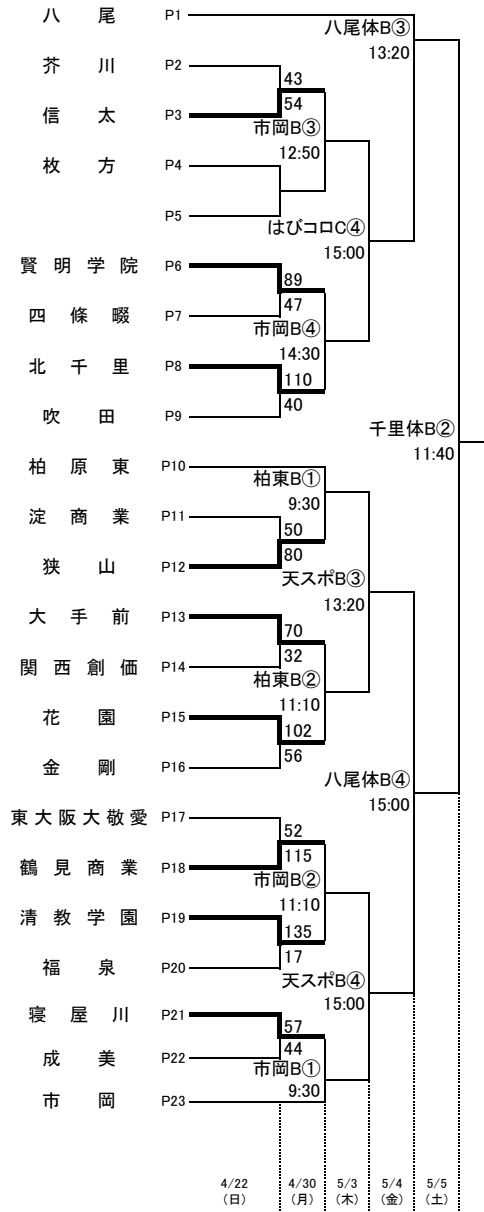 八尾 P1
八尾体B③
13:20
芥川 P2
43
信太 P3
54
市岡B③
12:50
枚方 P4
P5
はびコロC④
15:00
賢明学院 P6
89
四條畷 P7
47
市岡B④
14:30
北千里 P8
110
吹田 P9
40
千里体B②
11:40
柏原東 P10
柏東B①
9:30
淀商業 P11
50
狭山 P12
80
天スポB③
13:20
大手前 P13
70
関西創価 P14
32
柏東B②
11:10
花園 P15
102
金剛 P16
56
八尾体B④
15:00
東大阪大敬愛 P17
52
鶴見商業 P18
115
市岡B②
11:10
清教学園 P19
135
福泉 P20
17
天スポB④
15:00
寝屋川 P21
57
成美 P22
44
市岡B①
9:30
市岡 P23
4/22 4/30 5/3 5/4 5/5
(日) (月) (木) (金) (土)